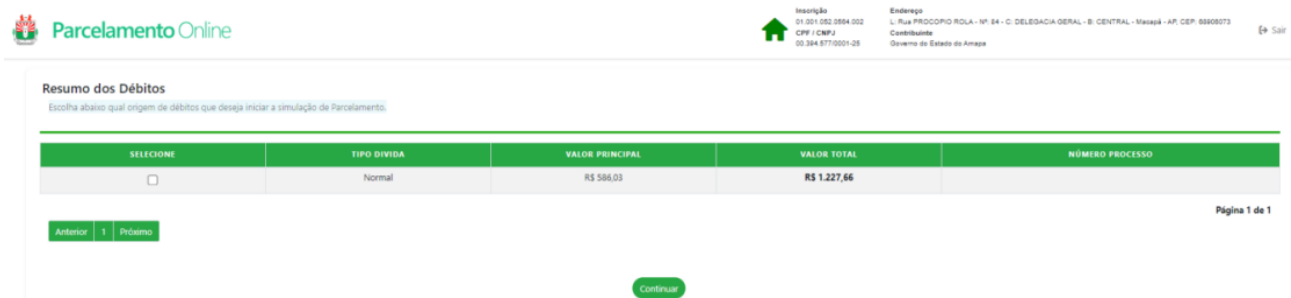 Parcelamento Online
Inscrição
01.001.052.0564.002
CPF / CNPJ
00.394.577/0001-25
Endereço
L: Rua PROCOPIO ROLA - Nº: 84 - C: DELEGACIA GERAL - B: CENTRAL - Macapá - AP, CEP: 68908073
Contribuinte
Governo do Estado do Amapa
Sair
Resumo dos Débitos
Escolha abaixo qual origem de débitos que deseja iniciar a simulação de Parcelamento.
SELECIONE TIPO DIVIDA VALOR PRINCIPAL VALOR TOTAL NÚMERO PROCESSO
Normal R$ 586,03 R$ 1.227,66
Página 1 de 1
Anterior 1 Próximo
Continuar